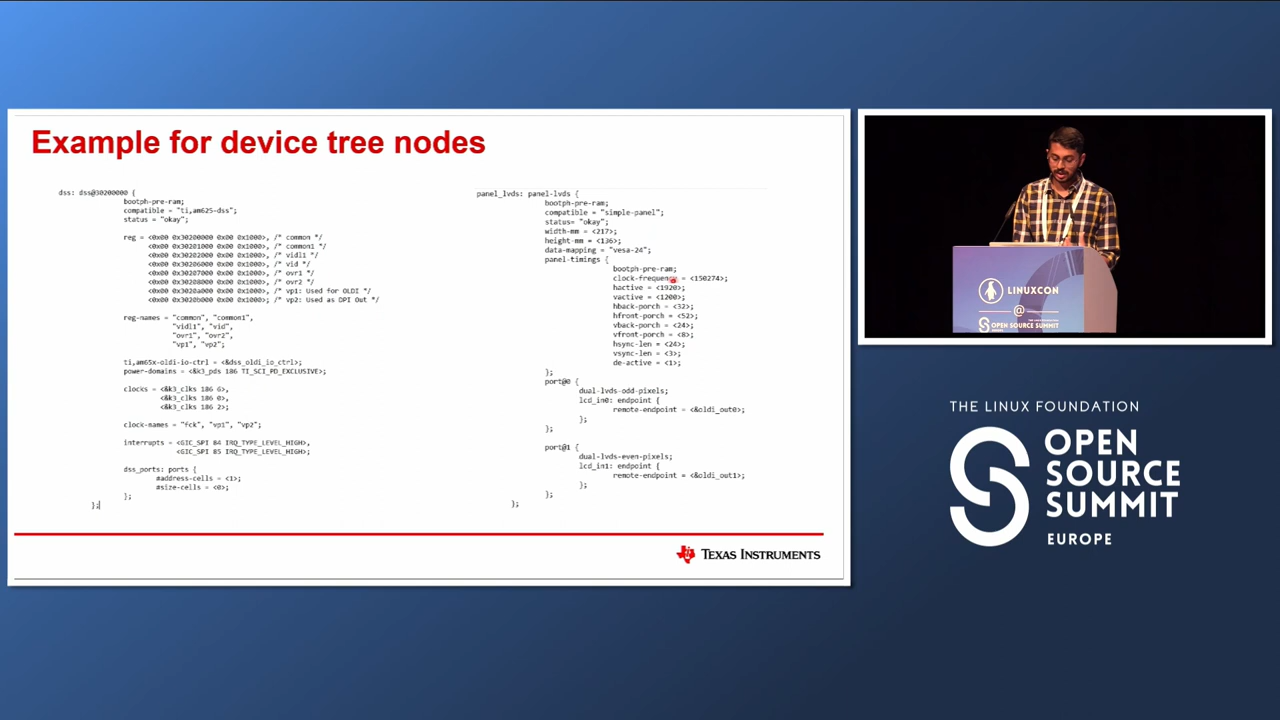 Example for device tree nodes
dss: dss@30200000 {
bootph-pre-ram;
compatible = "ti,am625-dss";
status = "okay";
reg = <0x00 0x30200000 0x00 0x1000>, /* common */
<0x00 0x30201000 0x00 0x1000>, /* common1 */
<0x00 0x30202000 0x00 0x1000>, /* vidl1 */
<0x00 0x30206000 0x00 0x1000>, /* vid */
<0x00 0x30207000 0x00 0x1000>, /* ovr1 */
<0x00 0x30208000 0x00 0x1000>, /* ovr2 */
<0x00 0x3020a000 0x00 0x1000>, /* vp1: Used for OLDI */
<0x00 0x3020b000 0x00 0x1000>; /* vp2: Used as DPI Out */
reg-names = "common", "common1",
"vidl1", "vid",
"ovr1", "ovr2",
"vp1", "vp2";
ti,am65x-oldi-io-ctrl = <&dss_oldi_io_ctrl>;
power-domains = <&k3_pds 186 TI_SCI_PD_EXCLUSIVE>;
clocks = <&k3_clks 186 6>,
<&k3_clks 186 0>,
<&k3_clks 186 2>;
clock-names = "fck", "vp1", "vp2";
interrupts = <GIC_SPI 84 IRQ_TYPE_LEVEL_HIGH>,
<GIC_SPI 85 IRQ_TYPE_LEVEL_HIGH>;
dss_ports: ports {
#address-cells = <1>;
#size-cells = <0>;
};
};
panel_lvds: panel-lvds {
bootph-pre-ram;
compatible = "simple-panel";
status= "okay";
width-mm = <217>;
height-mm = <136>;
data-mapping = "vesa-24";
panel-timings {
bootph-pre-ram;
clock-frequency = <150274>;
hactive = <1920>;
vactive = <1200>;
hback-porch = <32>;
hfront-porch = <52>;
vback-porch = <24>;
vfront-porch = <8>;
hsync-len = <24>;
vsync-len = <3>;
de-active = <1>;
};
port@0 {
dual-lvds-odd-pixels;
lcd_in0: endpoint {
remote-endpoint = <&oldi_out0>;
};
};
port@1 {
dual-lvds-even-pixels;
lcd_in1: endpoint {
remote-endpoint = <&oldi_out1>;
};
};
};
TEXAS INSTRUMENTS
LINUXCON
@
OPEN SOURCE SUMMIT
THE LINUX FOUNDATION
OPEN
SOURCE
SUMMIT
EUROPE